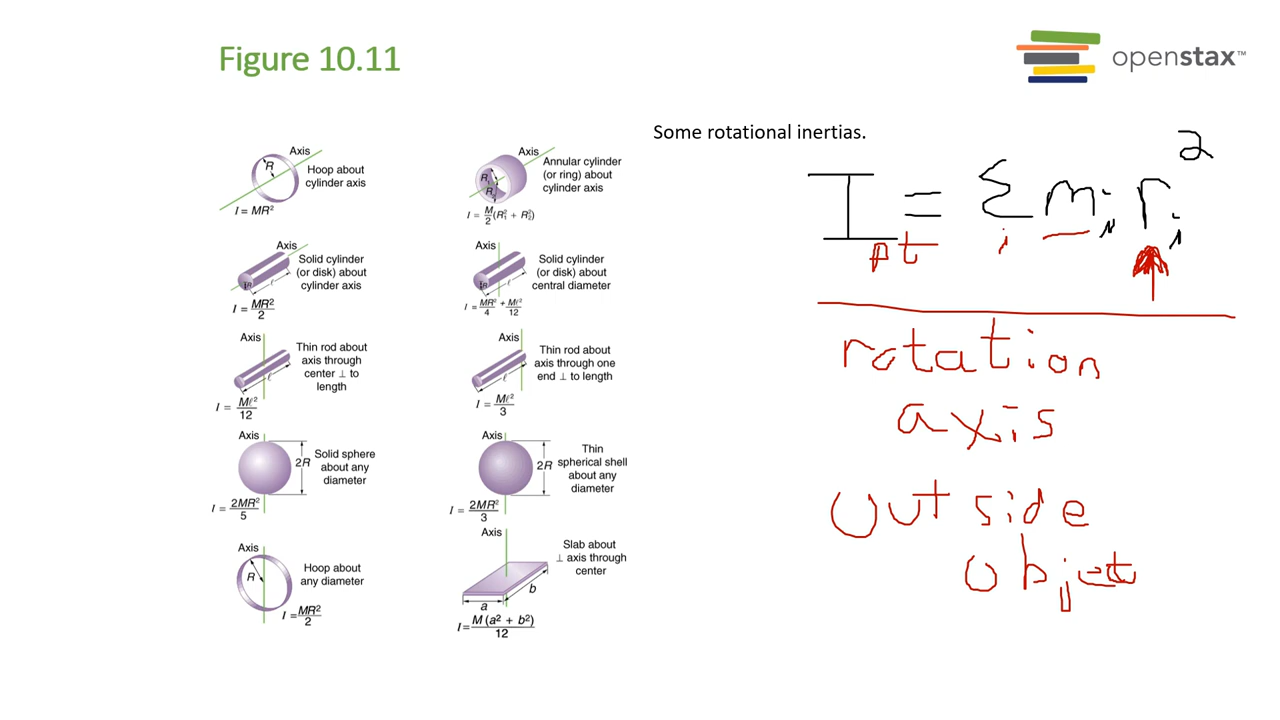 Figure 10.11
openstax™
Some rotational inertias.
Axis
R
Hoop about
cylinder axis
I = MR²
Axis
Annular cylinder
(or ring) about
cylinder axis
R₁
R₂
I = M/2 (R₁² + R₂²)
Axis
Solid cylinder
(or disk) about
cylinder axis
R
ℓ
I = MR²/2
Axis
Solid cylinder
(or disk) about
central diameter
R
ℓ
I = MR²/4 + Mℓ²/12
Axis
Thin rod about
axis through
center ⊥ to
length
ℓ
I = Mℓ²/12
Axis
Thin rod about
axis through one
end ⊥ to length
ℓ
I = Mℓ²/3
Axis
Solid sphere
about any
diameter
2R
I = 2MR²/5
Axis
Thin
spherical shell
about any
diameter
2R
I = 2MR²/3
Axis
R
Hoop about
any diameter
I = MR²/2
Axis
Slab about
⊥ axis through
center
b
a
I = M (a² + b²)/12
I pt = Σ i mᵢ rᵢ²
rotation
axis
outside
objet